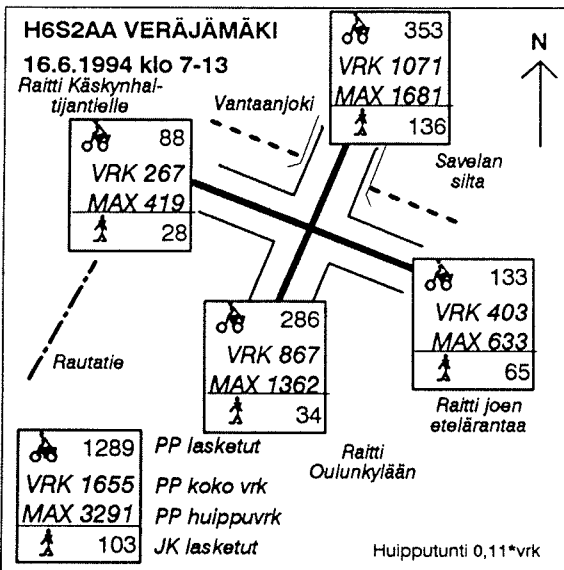 H6S2AA VERÄJÄMÄKI
16.6.1994 klo 7-13
Raitti Käskynhal-
tijantielle
Vantaanjoki
353
VRK 1071
MAX 1681
136
N
88
VRK 267
MAX 419
28
Savelan
silta
133
VRK 403
MAX 633
65
286
VRK 867
MAX 1362
34
Rautatie
Raitti joen
etelärantaa
Raitti
Oulunkylään
1289 PP lasketut
VRK 1655 PP koko vrk
MAX 3291 PP huippuvrk
103 JK lasketut
Huipputunti 0,11*vrk